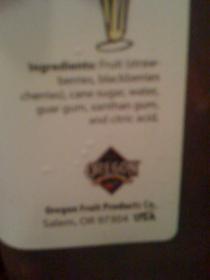 Ingredients: Fruit (straw-
berries, blackberries
cherries), cane sugar, water,
guar gum, xanthan gum,
and citric acid.
OREGON
Oregon Fruit Products Co.
Salem, OR 97304 USA